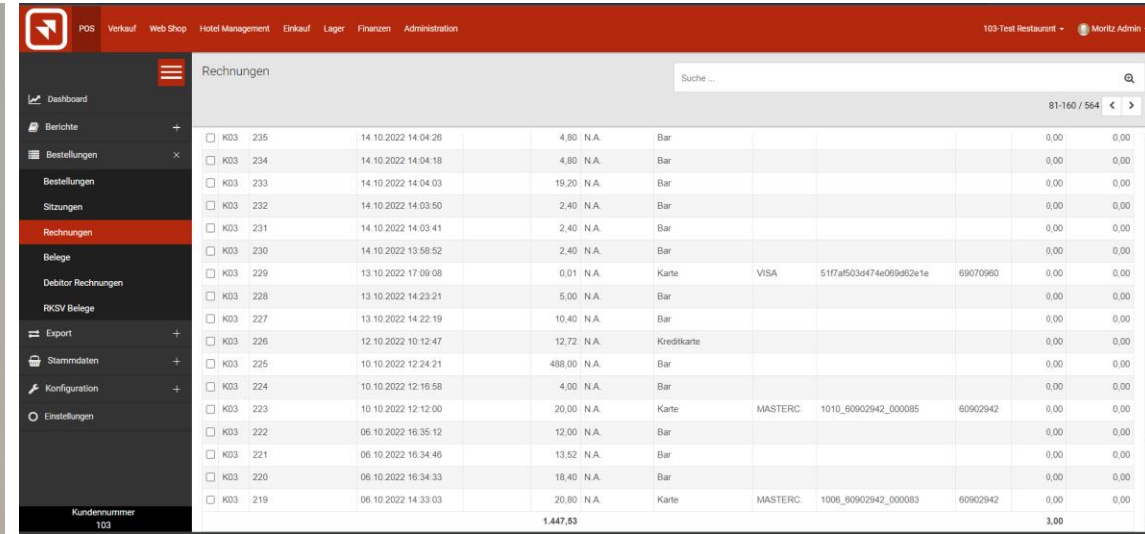 POS Verkauf Web Shop Hotel Management Einkauf Lager Finanzen Administration 103-Test Restaurant Moritz Admin
Rechnungen
Suche ...
81-160 / 564
Dashboard
Berichte
Bestellungen
Bestellungen
Sitzungen
Rechnungen
Belege
Debitor Rechnungen
RKSV Belege
Export
Stammdaten
Konfiguration
Einstellungen
Kundennummer
103
K03 235 14.10.2022 14:04:26 4,80 N.A. Bar 0,00 0,00
K03 234 14.10.2022 14:04:18 4,80 N.A. Bar 0,00 0,00
K03 233 14.10.2022 14:04:03 19,20 N.A. Bar 0,00 0,00
K03 232 14.10.2022 14:03:50 2,40 N.A. Bar 0,00 0,00
K03 231 14.10.2022 14:03:41 2,40 N.A. Bar 0,00 0,00
K03 230 14.10.2022 13:58:52 2,40 N.A. Bar 0,00 0,00
K03 229 13.10.2022 17:09:08 0,01 N.A. Karte VISA 51f7af503d474e069d62e1e 69070960 0,00 0,00
K03 228 13.10.2022 14:23:21 5,00 N.A. Bar 0,00 0,00
K03 227 13.10.2022 14:22:19 10,40 N.A. Bar 0,00 0,00
K03 226 12.10.2022 10:12:47 12,72 N.A. Kreditkarte 0,00 0,00
K03 225 10.10.2022 12:24:21 488,00 N.A. Bar 0,00 0,00
K03 224 10.10.2022 12:16:58 4,00 N.A. Bar 0,00 0,00
K03 223 10.10.2022 12:12:00 20,00 N.A. Karte MASTERC. 1010_60902942_000085 60902942 0,00 0,00
K03 222 06.10.2022 16:35:12 12,00 N.A. Bar 0,00 0,00
K03 221 06.10.2022 16:34:46 13,52 N.A. Bar 0,00 0,00
K03 220 06.10.2022 16:34:33 18,40 N.A. Bar 0,00 0,00
K03 219 06.10.2022 14:33:03 20,80 N.A. Karte MASTERC. 1006_60902942_000083 60902942 0,00 0,00
1.447,53 3,00